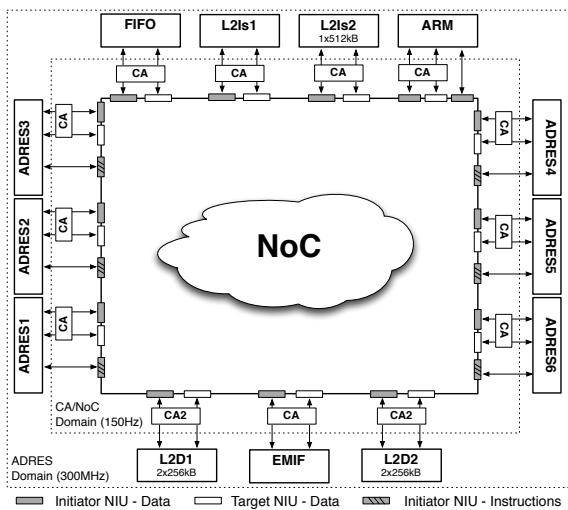 FIFO
L2Is1
L2Is2
1x512kB
ARM
CA
CA
CA
CA
ADRES3
CA
CA
ADRES4
ADRES2
CA
NoC
CA
ADRES5
ADRES1
CA
CA
ADRES6
CA/NoC
Domain (150Hz)
CA2
CA
CA2
ADRES
Domain (300MHz)
L2D1
2x256kB
EMIF
L2D2
2x256kB
Initiator NIU - Data
Target NIU - Data
Initiator NIU - Instructions